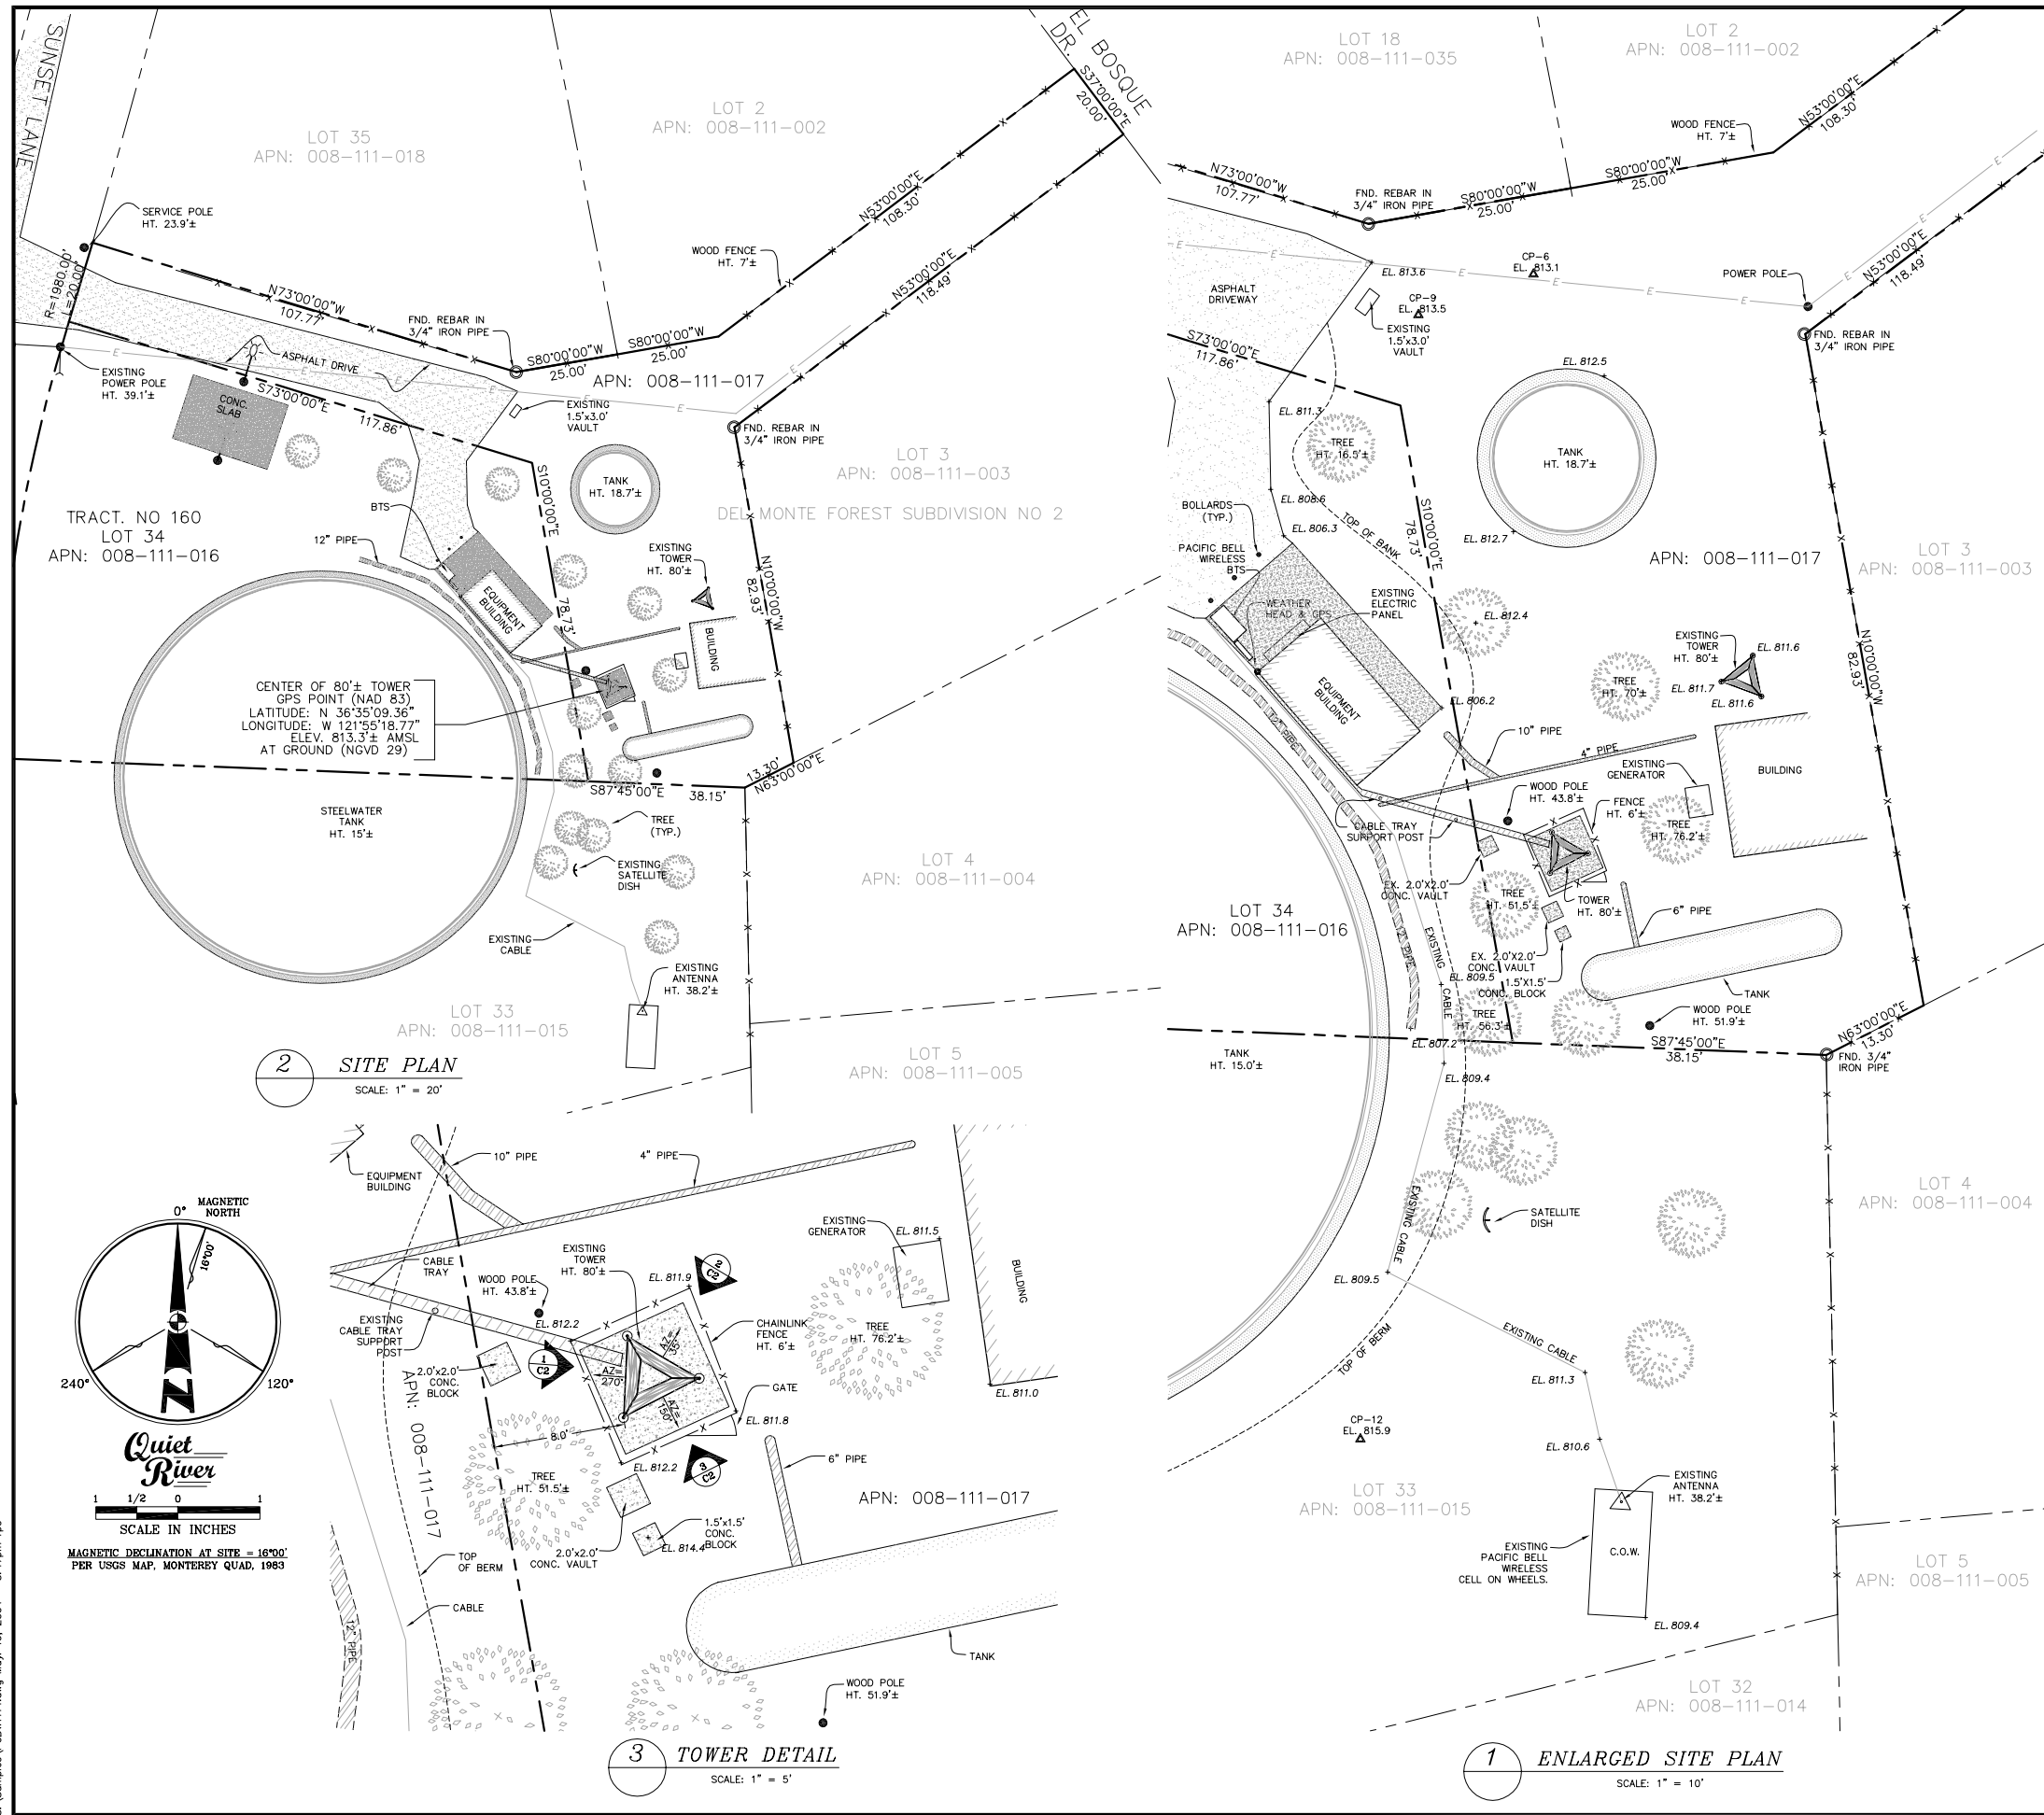 SUNSET LANE
EL BOSQUE
DR.
S37°00'00"E
20.00'
LOT 35
APN: 008-111-018
LOT 2
APN: 008-111-002
SERVICE POLE
HT. 23.9'±
R=1980.00'
L=20.00'
N73°00'00"W
107.77'
FND. REBAR IN
3/4" IRON PIPE
WOOD FENCE
HT. 7'±
N53°00'00"E
108.30'
N53°00'00"E
118.49'
S80°00'00"W
25.00'
S80°00'00"W
25.00'
APN: 008-111-017
EXISTING
POWER POLE
HT. 39.1'±
ASPHALT DRIVE
CONC.
SLAB
S73°00'00"E
117.86'
EXISTING
1.5'x3.0'
VAULT
FND. REBAR IN
3/4" IRON PIPE
LOT 3
APN: 008-111-003
DEL MONTE FOREST SUBDIVISION NO 2
TANK
HT. 18.7'±
S10°00'00"E
78.73'
TRACT. NO 160
LOT 34
APN: 008-111-016
BTS
12" PIPE
EXISTING
TOWER
HT. 80'±
N10°00'00"W
82.93'
EQUIPMENT
BUILDING
BUILDING
CENTER OF 80'± TOWER
GPS POINT (NAD 83)
LATITUDE: N 36°35'09.36"
LONGITUDE: W 121°55'18.77"
ELEV. 813.3'± AMSL
AT GROUND (NGVD 29)
13.30'
N63°00'00"E
S87°45'00"E
38.15'
STEELWATER
TANK
HT. 15'±
TREE
(TYP.)
EXISTING
SATELLITE
DISH
LOT 4
APN: 008-111-004
EXISTING
CABLE
EXISTING
ANTENNA
HT. 38.2'±
LOT 33
APN: 008-111-015
LOT 5
APN: 008-111-005
2
SITE PLAN
SCALE: 1" = 20'
0°
MAGNETIC
NORTH
16°00'
240°
120°
N
Quiet
River
1 1/2 0 1
SCALE IN INCHES
MAGNETIC DECLINATION AT SITE = 16°00'
PER USGS MAP, MONTEREY QUAD, 1983
10" PIPE
4" PIPE
EQUIPMENT
BUILDING
CABLE
TRAY
EXISTING
TOWER
HT. 80'±
WOOD POLE
HT. 43.8'±
EL. 812.2
EXISTING
CABLE TRAY
SUPPORT
POST
EL. 811.9
2
C2
EXISTING
GENERATOR
EL. 811.5
BUILDING
CHAINLINK
FENCE
HT. 6'±
TREE
HT. 76.2'±
1
C2
AZ=
35°
AZ=
270°
AZ=
150°
2.0'x2.0'
CONC.
BLOCK
GATE
EL. 811.0
EL. 811.8
8.0'
APN: 008-111-017
EL. 812.2
3
C2
6" PIPE
TREE
HT. 51.5'±
APN: 008-111-017
1.5'x1.5'
CONC.
BLOCK
EL. 814.4
2.0'x2.0'
CONC. VAULT
TOP
OF BERM
CABLE
12" PIPE
TANK
WOOD POLE
HT. 51.9'±
3
TOWER DETAIL
SCALE: 1" = 5'
LOT 18
APN: 008-111-035
LOT 2
APN: 008-111-002
WOOD FENCE
HT. 7'±
N53°00'00"E
108.30'
N73°00'00"W
107.77'
FND. REBAR IN
3/4" IRON PIPE
S80°00'00"W
25.00'
S80°00'00"W
25.00'
EL. 813.6
CP-6
EL. 813.1
POWER POLE
N53°00'00"E
118.49'
ASPHALT
DRIVEWAY
CP-9
EL. 813.5
EXISTING
1.5'x3.0'
VAULT
FND. REBAR IN
3/4" IRON PIPE
S73°00'00"E
117.86'
EL. 812.5
EL. 811.3
TREE
HT. 16.5'±
TANK
HT. 18.7'±
EL. 808.6
EL. 806.3
BOLLARDS
(TYP.)
TOP OF BANK
S10°00'00"E
78.73'
EL. 812.7
PACIFIC BELL
WIRELESS
BTS
APN: 008-111-017
LOT 3
APN: 008-111-003
WEATHER
HEAD & GPS
EXISTING
ELECTRIC
PANEL
EL. 812.4
EXISTING
TOWER
HT. 80'±
EL. 811.6
EL. 811.7
EL. 811.6
N10°00'00"W
82.93'
TREE
HT. 70'±
EQUIPMENT
BUILDING
EL. 806.2
10" PIPE
4" PIPE
12" PIPE
EXISTING
GENERATOR
BUILDING
WOOD POLE
HT. 43.8'±
FENCE
HT. 6'±
TREE
HT. 76.2'±
CABLE TRAY
SUPPORT POST
EX. 2.0'X2.0'
CONC. VAULT
TREE
HT. 51.5'±
TOWER
HT. 80'±
6" PIPE
LOT 34
APN: 008-111-016
12" PIPE
EXISTING
CABLE
EX. 2.0'X2.0'
CONC. VAULT
EL. 809.5
1.5'X1.5'
CONC. BLOCK
TANK
TREE
HT. 56.3'±
WOOD POLE
HT. 51.9'±
N63°00'00"E
13.30'
S87°45'00"E
38.15'
EL. 807.2
FND. 3/4"
IRON PIPE
TANK
HT. 15.0'±
EL. 809.4
EXISTING CABLE
SATELLITE
DISH
LOT 4
APN: 008-111-004
EL. 809.5
EXISTING CABLE
TOP OF BERM
EL. 811.3
CP-12
EL. 815.9
EL. 810.6
EXISTING
ANTENNA
HT. 38.2'±
LOT 33
APN: 008-111-015
EXISTING
PACIFIC BELL
WIRELESS
CELL ON WHEELS.
C.O.W.
LOT 5
APN: 008-111-005
EL. 809.4
LOT 32
APN: 008-111-014
1
ENLARGED SITE PLAN
SCALE: 1" = 10'